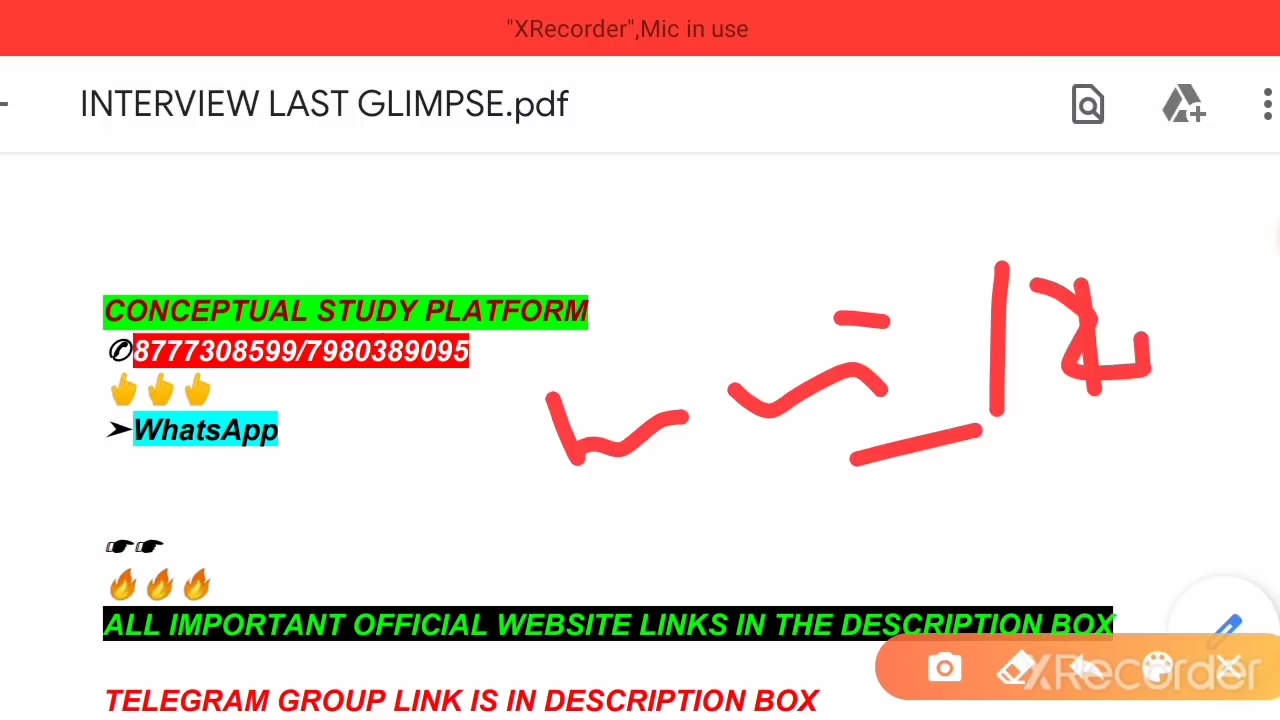 "XRecorder",Mic in use
INTERVIEW LAST GLIMPSE.pdf
CONCEPTUAL STUDY PLATFORM
✆8777308599/7980389095
👆👆👆
➢WhatsApp
☛☛
🔥🔥🔥
ALL IMPORTANT OFFICIAL WEBSITE LINKS IN THE DESCRIPTION BOX
XRecorder
TELEGRAM GROUP LINK IS IN DESCRIPTION BOX